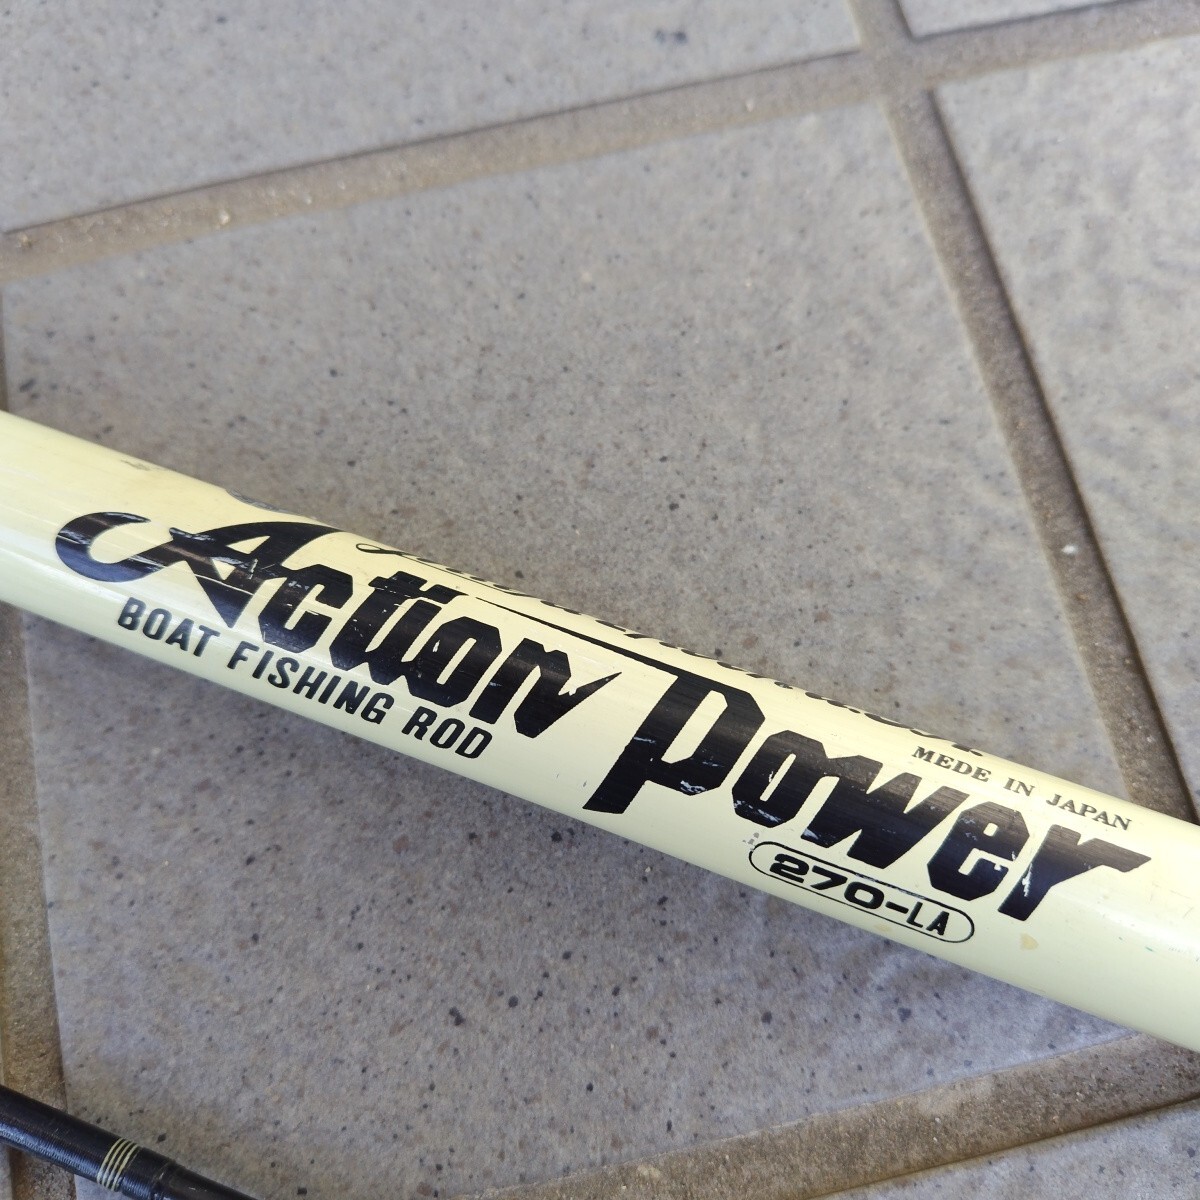 Action Power
BOAT FISHING ROD
MEDE IN JAPAN
270-LA